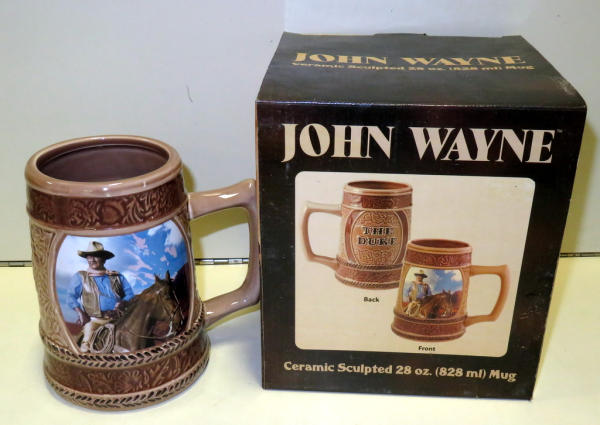 JOHN WAYNE
Ceramic Sculpted 28 oz. (828 ml) Mug
JOHN WAYNE™
THE
DUKE
Back
Front
Ceramic Sculpted 28 oz. (828 ml) Mug